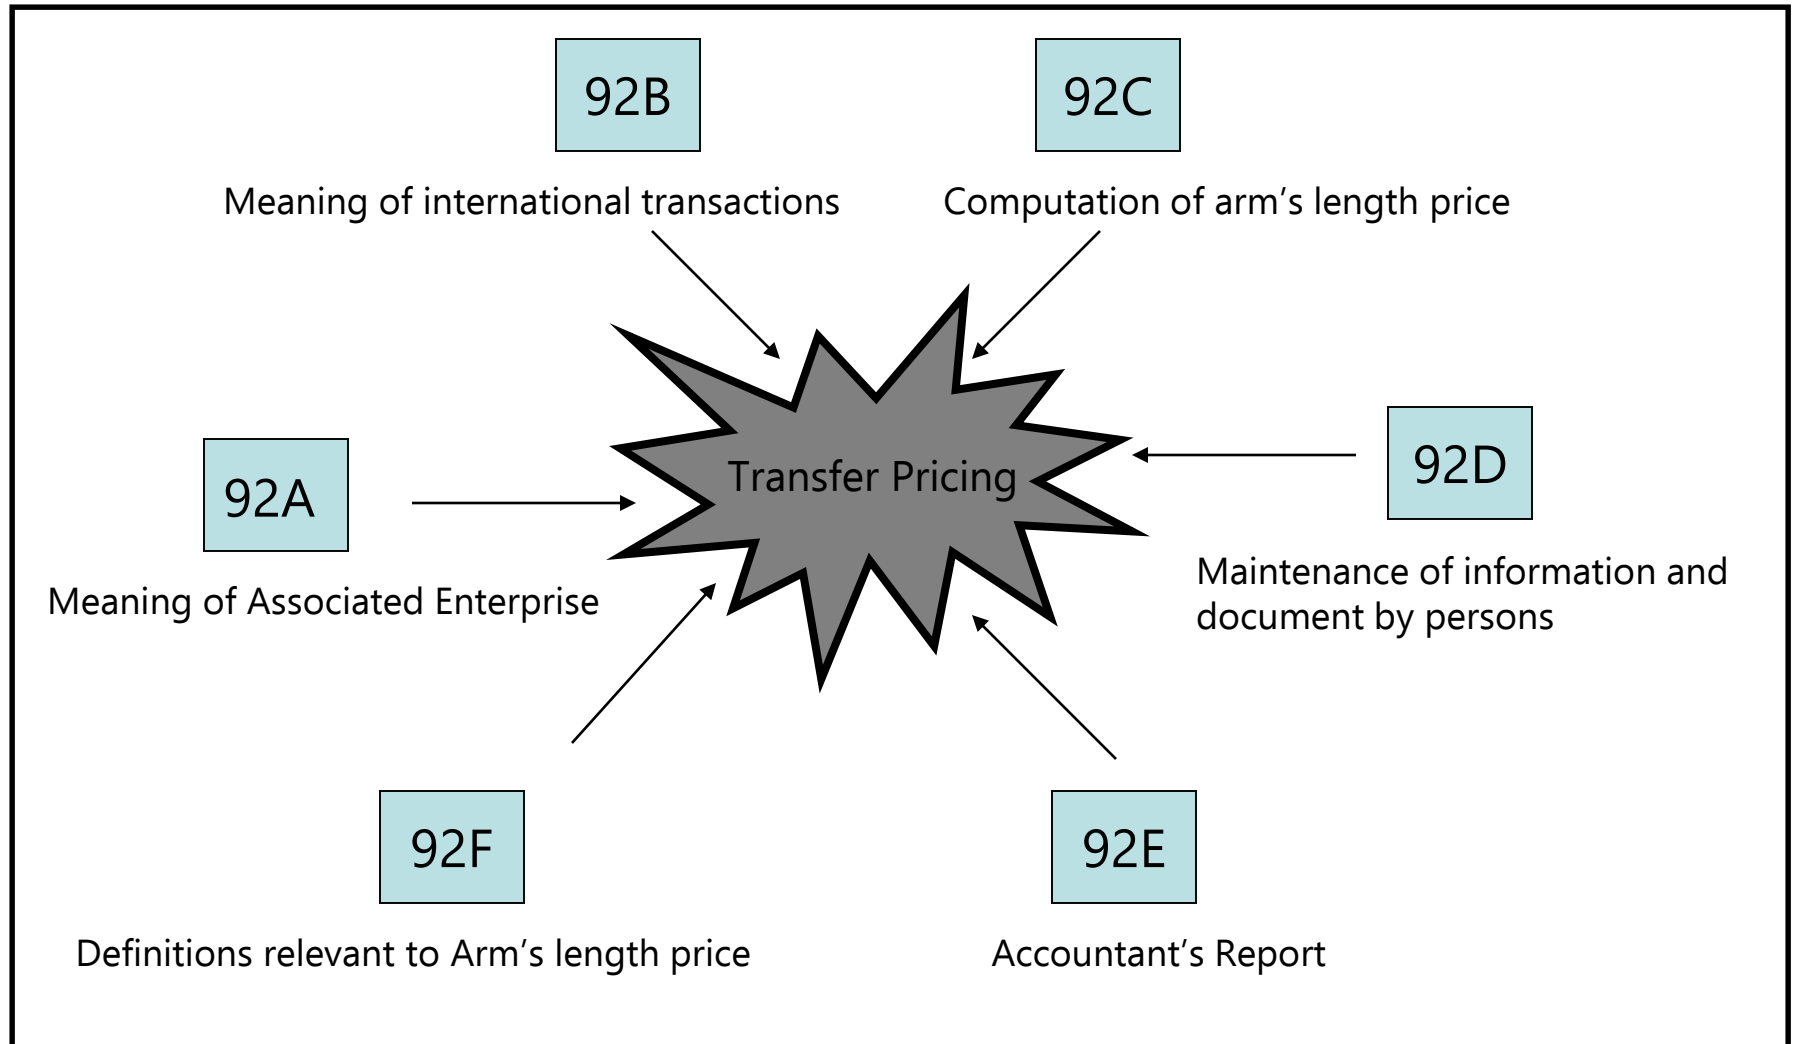 92B
92C
Meaning of international transactions
Computation of arm’s length price
Transfer Pricing
92A
92D
Meaning of Associated Enterprise
Maintenance of information and
document by persons
92F
92E
Definitions relevant to Arm’s length price
Accountant’s Report